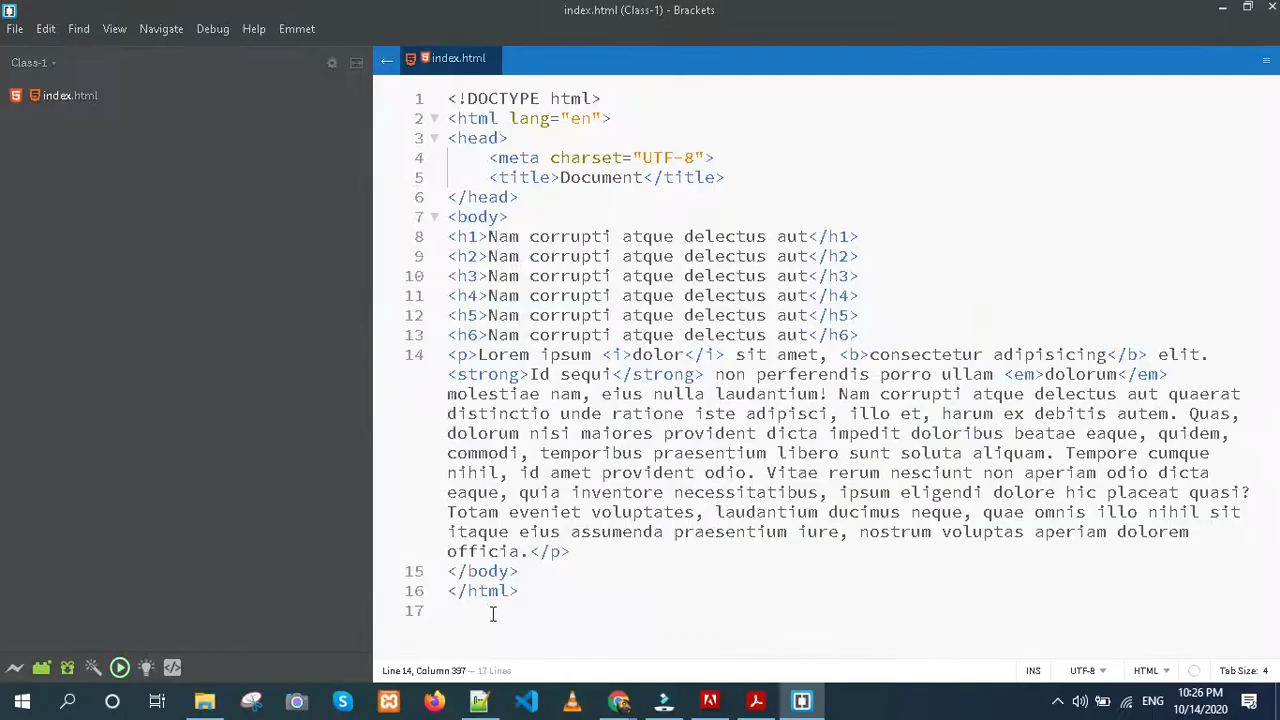 index.html (Class-1) - Brackets
File Edit Find View Navigate Debug Help Emmet
Class-1
index.html
index.html
1 <!DOCTYPE html>
2 <html lang="en">
3 <head>
4 <meta charset="UTF-8">
5 <title>Document</title>
6 </head>
7 <body>
8 <h1>Nam corrupti atque delectus aut</h1>
9 <h2>Nam corrupti atque delectus aut</h2>
10 <h3>Nam corrupti atque delectus aut</h3>
11 <h4>Nam corrupti atque delectus aut</h4>
12 <h5>Nam corrupti atque delectus aut</h5>
13 <h6>Nam corrupti atque delectus aut</h6>
14 <p>Lorem ipsum <i>dolor</i> sit amet, <b>consectetur adipisicing</b> elit.
<strong>Id sequi</strong> non perferendis porro ullam <em>dolorum</em>
molestiae nam, eius nulla laudantium! Nam corrupti atque delectus aut quaerat
distinctio unde ratione iste adipisci, illo et, harum ex debitis autem. Quas,
dolorum nisi maiores provident dicta impedit doloribus beatae eaque, quidem,
commodi, temporibus praesentium libero sunt soluta aliquam. Tempore cumque
nihil, id amet provident odio. Vitae rerum nesciunt non aperiam odio dicta
eaque, quia inventore necessitatibus, ipsum eligendi dolore hic placeat quasi?
Totam eveniet voluptates, laudantium ducimus neque, quae omnis illo nihil sit
itaque eius assumenda praesentium iure, nostrum voluptas aperiam dolorem
officia.</p>
15 </body>
16 </html>
17
Line 14, Column 397 — 17 Lines
INS UTF-8 HTML Tab Size: 4
ENG
10:26 PM
10/14/2020